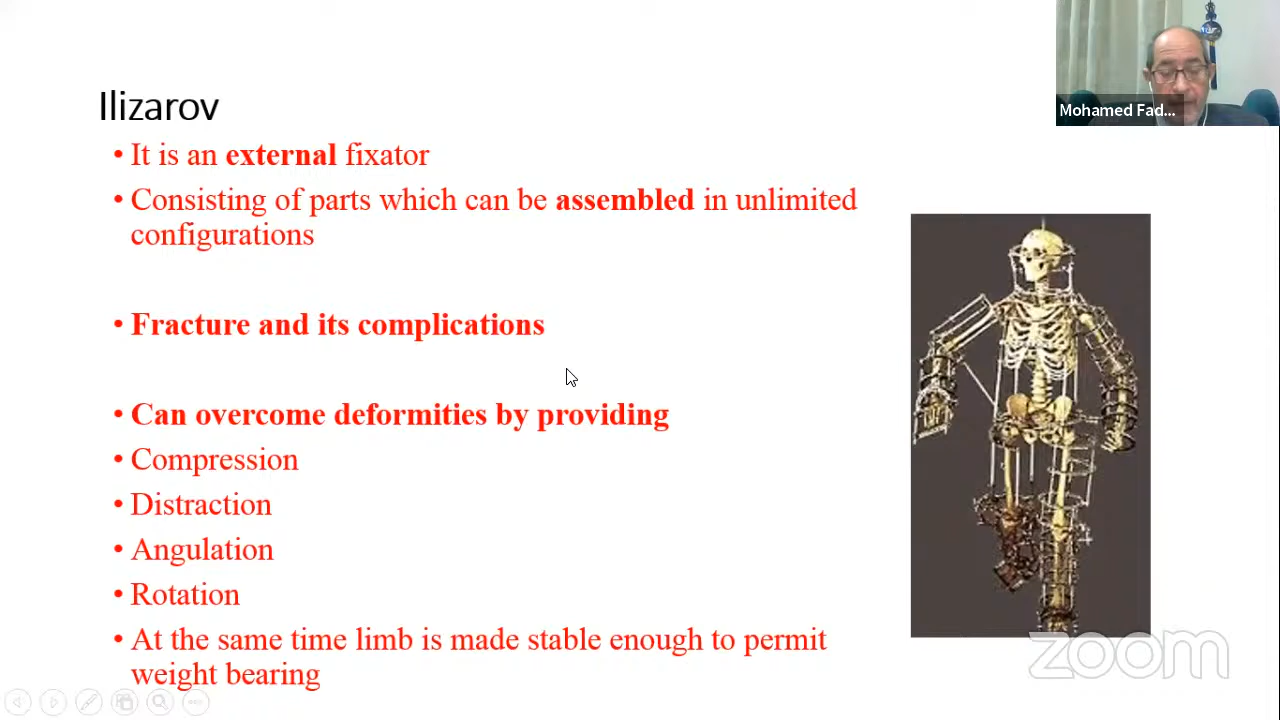 Ilizarov
• It is an external fixator
• Consisting of parts which can be assembled in unlimited
configurations
• Fracture and its complications
• Can overcome deformities by providing
• Compression
• Distraction
• Angulation
• Rotation
• At the same time limb is made stable enough to permit
weight bearing
Mohamed Fad...
zoom